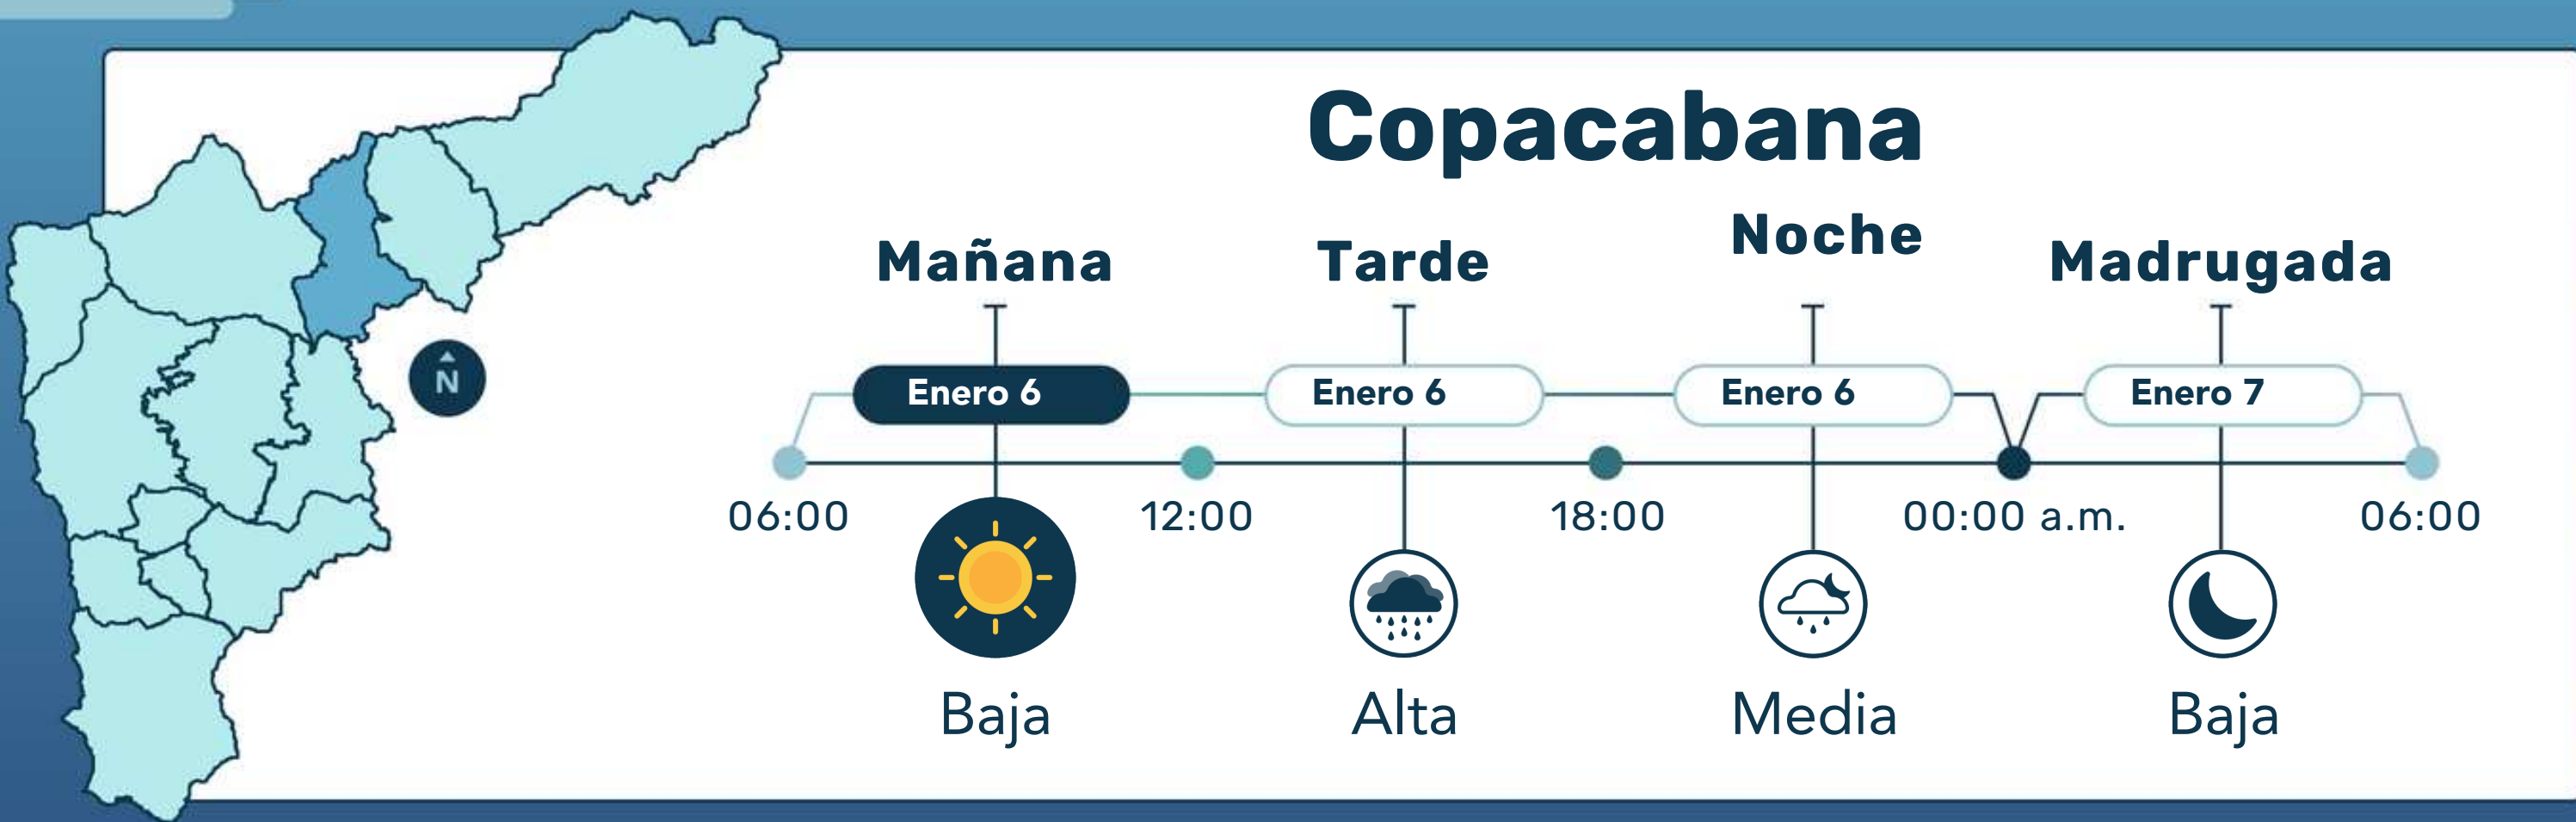 Copacabana
Mañana Tarde Noche Madrugada
N
Enero 6 Enero 6 Enero 6 Enero 7
06:00 12:00 18:00 00:00 a.m. 06:00
Baja Alta Media Baja